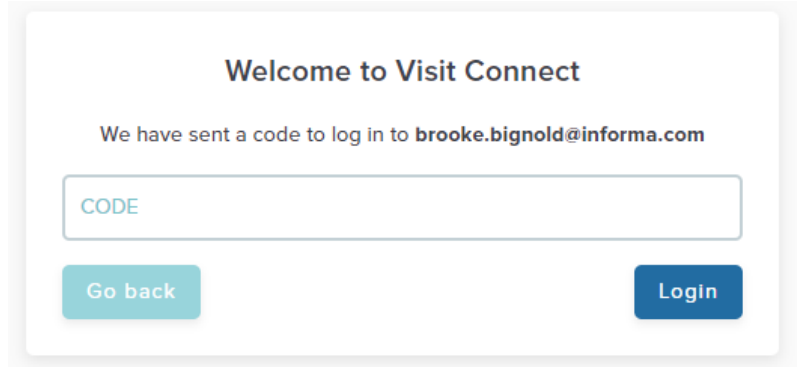 Welcome to Visit Connect
We have sent a code to log in to brooke.bignold@informa.com
CODE
Go back
Login